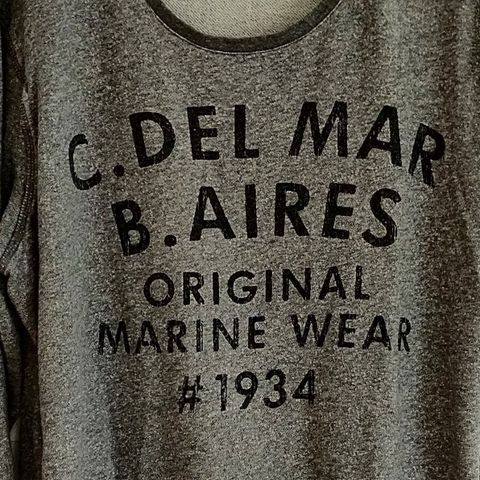 C. DEL MAR
B. AIRES
ORIGINAL
MARINE WEAR
#1934